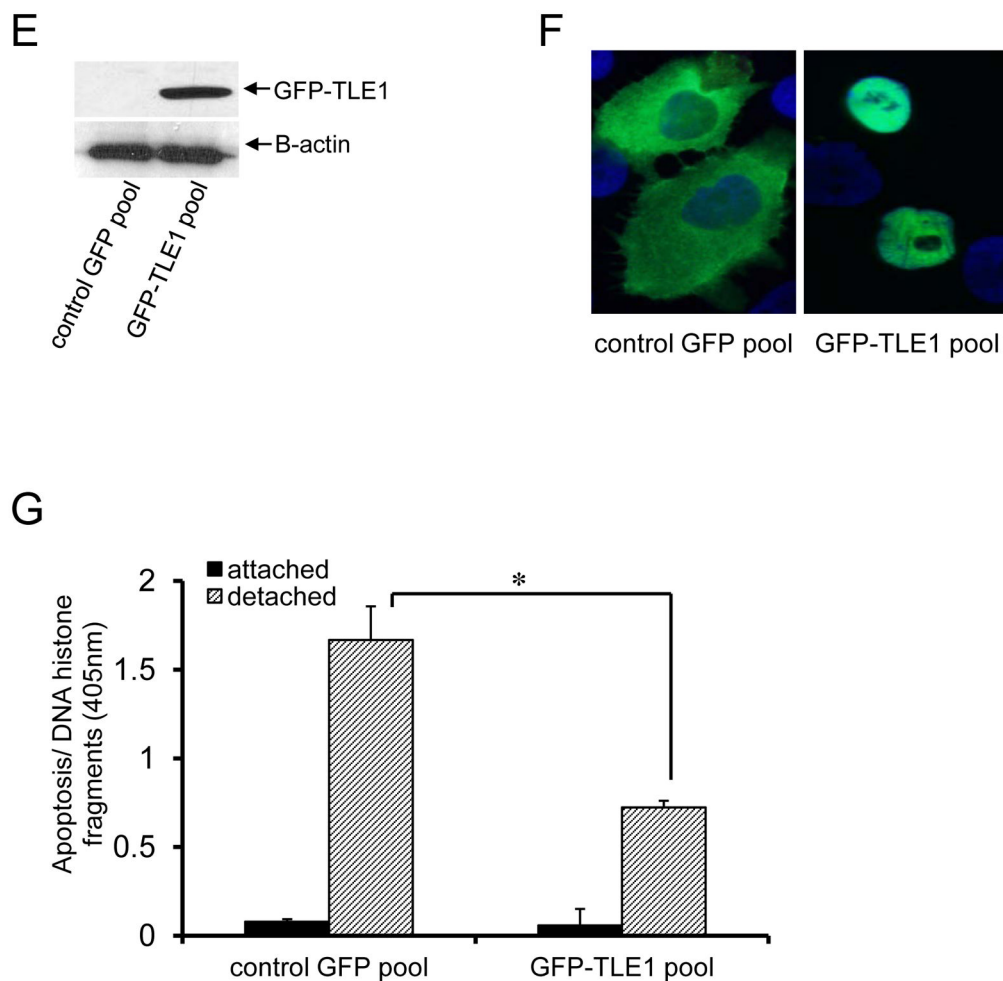 E
GFP-TLE1
B-actin
control GFP pool
GFP-TLE1 pool
F
control GFP pool
GFP-TLE1 pool
G
attached
detached
*
Apoptosis/ DNA histone
fragments (405nm)
2
1.5
1
0.5
0
control GFP pool
GFP-TLE1 pool